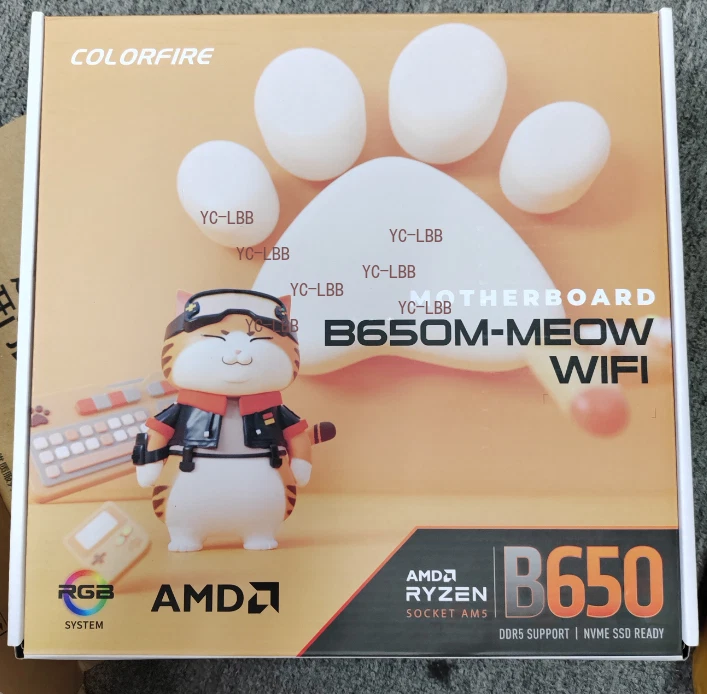 COLORFIRE
YC-LBB
YC-LBB
YC-LBB
YC-LBB
YC-LBB
YC-LBB
YC-LBB
MOTHERBOARD
B650M-MEOW
WIFI
RGB
SYSTEM
AMD
AMD
RYZEN
SOCKET AM5
B650
DDR5 SUPPORT | NVME SSD READY